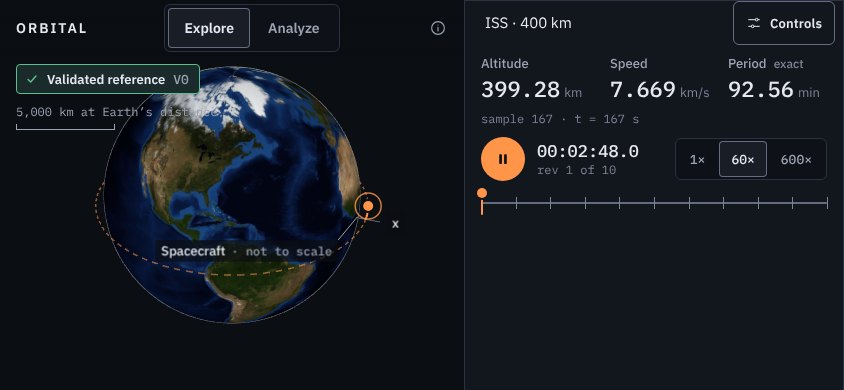 ORBITAL
Explore
Analyze
Validated reference V0
5,000 km at Earth's distance
Spacecraft · not to scale
x
ISS · 400 km
Controls
Altitude
Speed
Period exact
399.28 km
7.669 km/s
92.56 min
sample 167 · t = 167 s
00:02:48.0
rev 1 of 10
1×
60×
600×